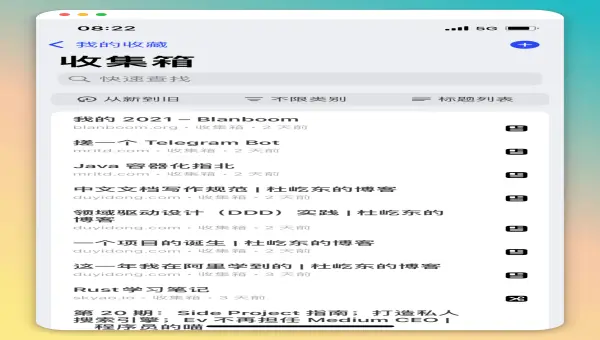 08:22
5G
我的收藏
收集箱
快速查找
从新到旧
不限类别
标题列表
我的 2021 – Blanboom
blanboom.org · 收集箱 · 2 天前
搓一个 Telegram Bot
mritd.com · 收集箱 · 2 天前
Java 容器化指北
mritd.com · 收集箱 · 2 天前
中文文档写作规范 | 杜屹东的博客
duyidong.com · 收集箱 · 2 天前
领域驱动设计（DDD）实践 | 杜屹东的
博客
duyidong.com · 收集箱 · 2 天前
一个项目的诞生 | 杜屹东的博客
duyidong.com · 收集箱 · 2 天前
这一年我在阿里学到的 | 杜屹东的博客
duyidong.com · 收集箱 · 3 天前
Rust 学习笔记
skyao.io · 收集箱 · 3 天前
第 20 期： Side Project 指南；打造私人
搜索引擎；Ev 不再担任 Medium CEO |
程序员的喵